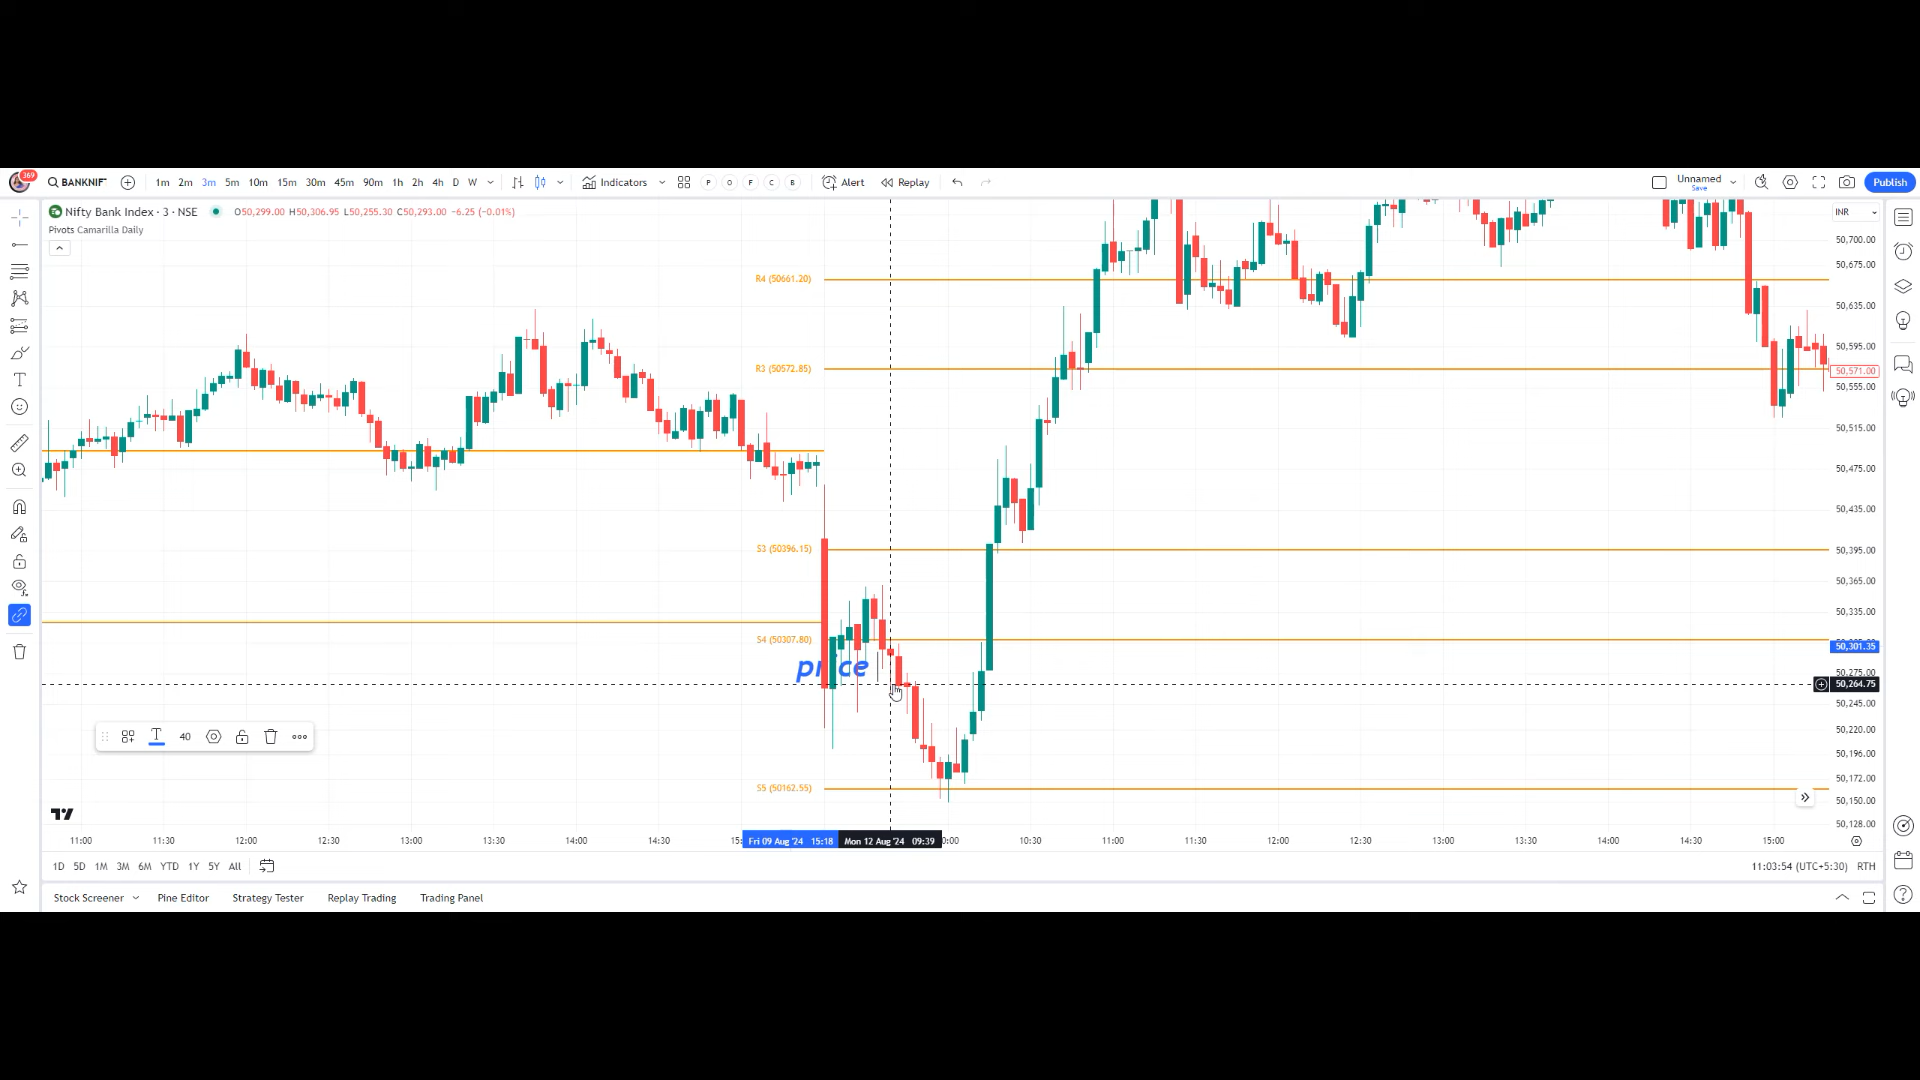 369
BANKNIF
1m 2m 3m 5m 10m 15m 30m 45m 90m 1h 2h 4h D W
Indicators
P O F C B
Alert
Replay
Unnamed
Save
Publish
Nifty Bank Index · 3 · NSE
O50,299.00 H50,306.95 L50,255.30 C50,293.00 −6.25 (−0.01%)
INR
Pivots Camarilla Daily
50,700.00
50,675.00
R4 (50661.20)
50,635.00
50,595.00
R3 (50572.85)
50,571.00
50,555.00
50,515.00
50,475.00
50,435.00
S3 (50396.15)
50,395.00
50,365.00
50,335.00
S4 (50307.80)
50,301.35
price
50,275.00
50,264.75
50,245.00
40
50,220.00
50,196.00
50,172.00
S5 (50162.55)
50,150.00
50,128.00
11:00 11:30 12:00 12:30 13:00 13:30 14:00 14:30 15: Fri 09 Aug '24 15:18 Mon 12 Aug '24 09:39 0:00 10:30 11:00 11:30 12:00 12:30 13:00 13:30 14:00 14:30 15:00
1D 5D 1M 3M 6M YTD 1Y 5Y All
11:03:54 (UTC+5:30) RTH
Stock Screener Pine Editor Strategy Tester Replay Trading Trading Panel